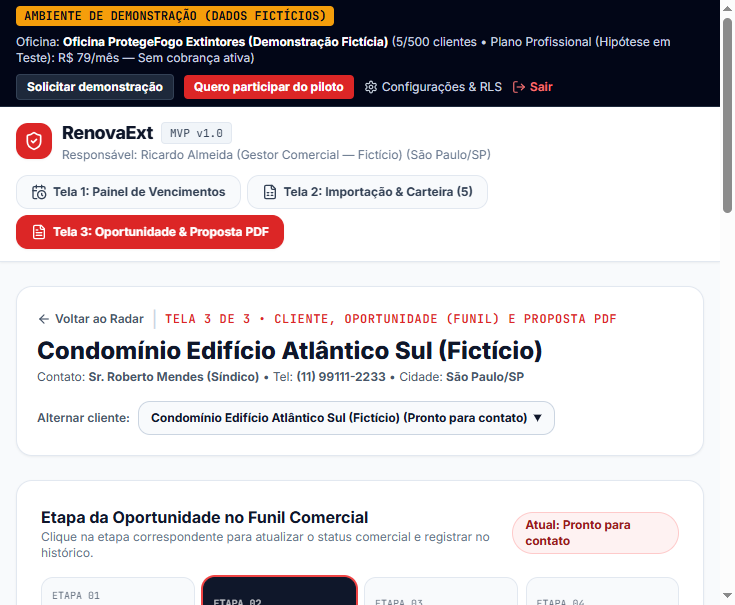 AMBIENTE DE DEMONSTRAÇÃO (DADOS FICTÍCIOS)
Oficina: Oficina ProtegeFogo Extintores (Demonstração Fictícia) (5/500 clientes • Plano Profissional (Hipótese em
Teste): R$ 79/mês — Sem cobrança ativa)
Solicitar demonstração
Quero participar do piloto
Configurações & RLS
Sair
RenovaExt
MVP v1.0
Responsável: Ricardo Almeida (Gestor Comercial — Fictício) (São Paulo/SP)
Tela 1: Painel de Vencimentos
Tela 2: Importação & Carteira (5)
Tela 3: Oportunidade & Proposta PDF
Voltar ao Radar
TELA 3 DE 3 • CLIENTE, OPORTUNIDADE (FUNIL) E PROPOSTA PDF
Condomínio Edifício Atlântico Sul (Fictício)
Contato: Sr. Roberto Mendes (Síndico) • Tel: (11) 99111-2233 • Cidade: São Paulo/SP
Alternar cliente:
Condomínio Edifício Atlântico Sul (Fictício) (Pronto para contato) ▼
Etapa da Oportunidade no Funil Comercial
Clique na etapa correspondente para atualizar o status comercial e registrar no
histórico.
Atual: Pronto para
contato
ETAPA 01
ETAPA 02
ETAPA 03
ETAPA 04